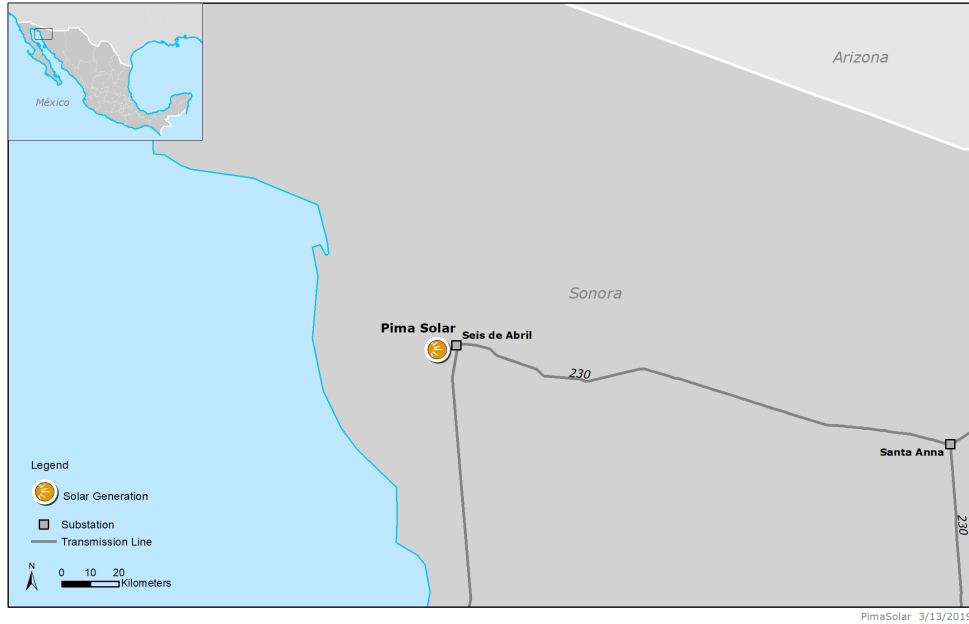 México
Arizona
Sonora
Pima Solar
Seis de Abril
230
Santa Anna
230
Legend
Solar Generation
Substation
Transmission Line
N
0 10 20
Kilometers
PimaSolar 3/13/2019